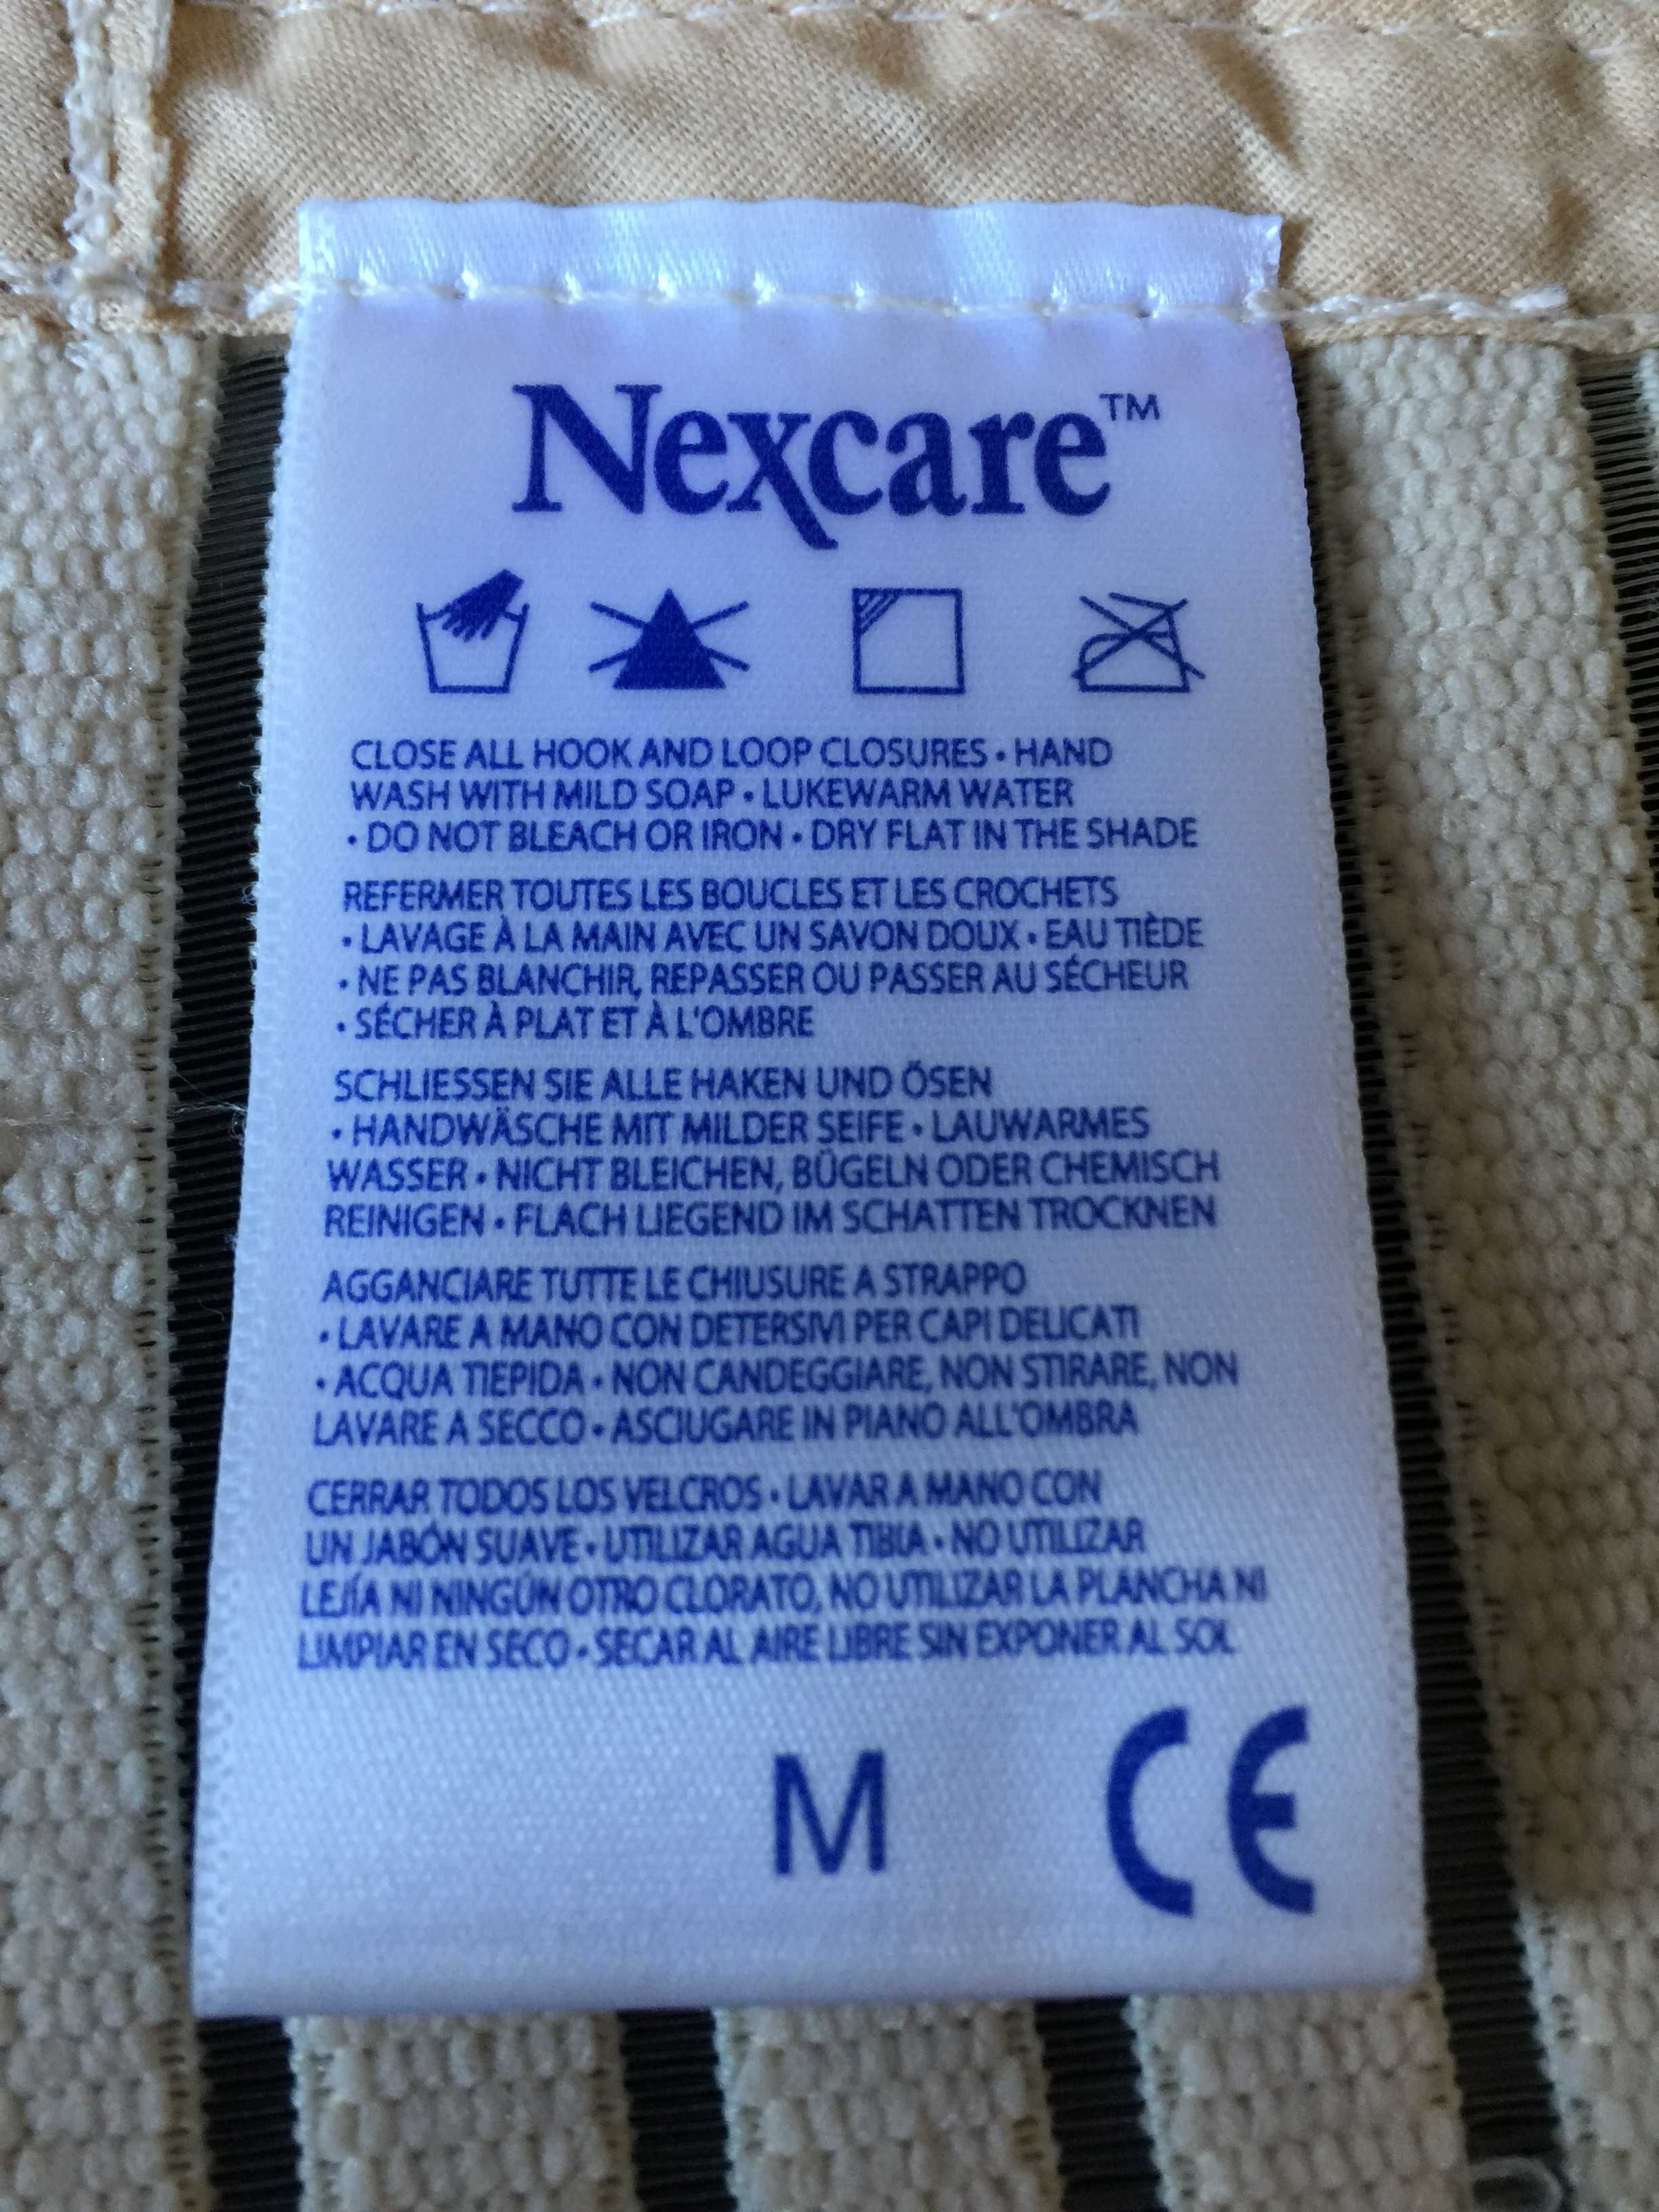 Nexcare™
CLOSE ALL HOOK AND LOOP CLOSURES • HAND
WASH WITH MILD SOAP • LUKEWARM WATER
• DO NOT BLEACH OR IRON • DRY FLAT IN THE SHADE
REFERMER TOUTES LES BOUCLES ET LES CROCHETS
• LAVAGE À LA MAIN AVEC UN SAVON DOUX • EAU TIÈDE
• NE PAS BLANCHIR, REPASSER OU PASSER AU SÉCHEUR
• SÉCHER À PLAT ET À L'OMBRE
SCHLIESSEN SIE ALLE HAKEN UND ÖSEN
• HANDWÄSCHE MIT MILDER SEIFE • LAUWARMES
WASSER • NICHT BLEICHEN, BÜGELN ODER CHEMISCH
REINIGEN • FLACH LIEGEND IM SCHATTEN TROCKNEN
AGGANCIARE TUTTE LE CHIUSURE A STRAPPO
• LAVARE A MANO CON DETERSIVI PER CAPI DELICATI
• ACQUA TIEPIDA • NON CANDEGGIARE, NON STIRARE, NON
LAVARE A SECCO • ASCIUGARE IN PIANO ALL'OMBRA
CERRAR TODOS LOS VELCROS • LAVAR A MANO CON
UN JABÓN SUAVE • UTILIZAR AGUA TIBIA • NO UTILIZAR
LEJÍA NI NINGÚN OTRO CLORATO, NO UTILIZAR LA PLANCHA NI
LIMPIAR EN SECO • SECAR AL AIRE LIBRE SIN EXPONER AL SOL
M CE